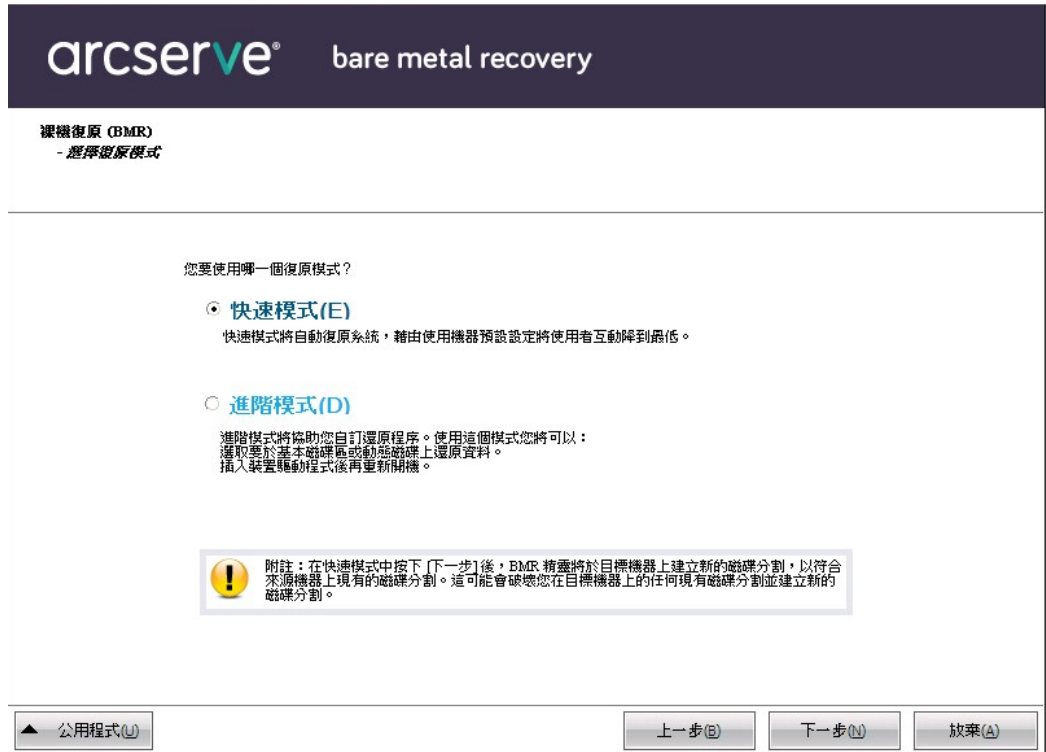 arcserve® bare metal recovery
裸機復原 (BMR)
- 選擇復原模式
您要使用哪一個復原模式？
快速模式(E)
快速模式將自動復原系統，藉由使用機器預設設定將使用者互動降到最低。
進階模式(D)
進階模式將協助您自訂還原程序。使用這個模式您將可以：
選取要於基本磁碟區或動態磁碟上還原資料。
插入裝置驅動程式後再重新開機。
附註：在快速模式中按下 [下一步] 後，BMR 精靈將於目標機器上建立新的磁碟分割，以符合
來源機器上現有的磁碟分割。這可能會破壞您在目標機器上的任何現有磁碟分割並建立新的
磁碟分割。
公用程式(U) 上一步(B) 下一步(N) 放棄(A)